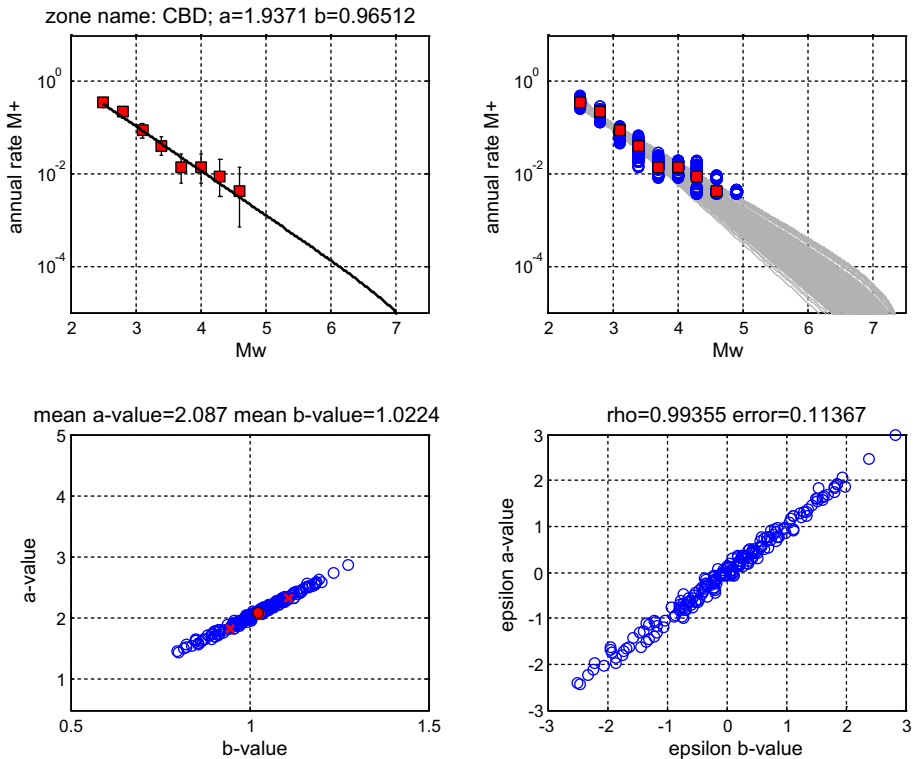 zone name: CBD; a=1.9371 b=0.96512
annual rate M+
10^0
10^-2
10^-4
2 3 4 5 6 7
Mw
annual rate M+
10^0
10^-2
10^-4
2 3 4 5 6 7
Mw
mean a-value=2.087 mean b-value=1.0224
a-value
5
4
3
2
1
0.5 1 1.5
b-value
rho=0.99355 error=0.11367
epsilon a-value
3
2
1
0
-1
-2
-3
-3 -2 -1 0 1 2 3
epsilon b-value